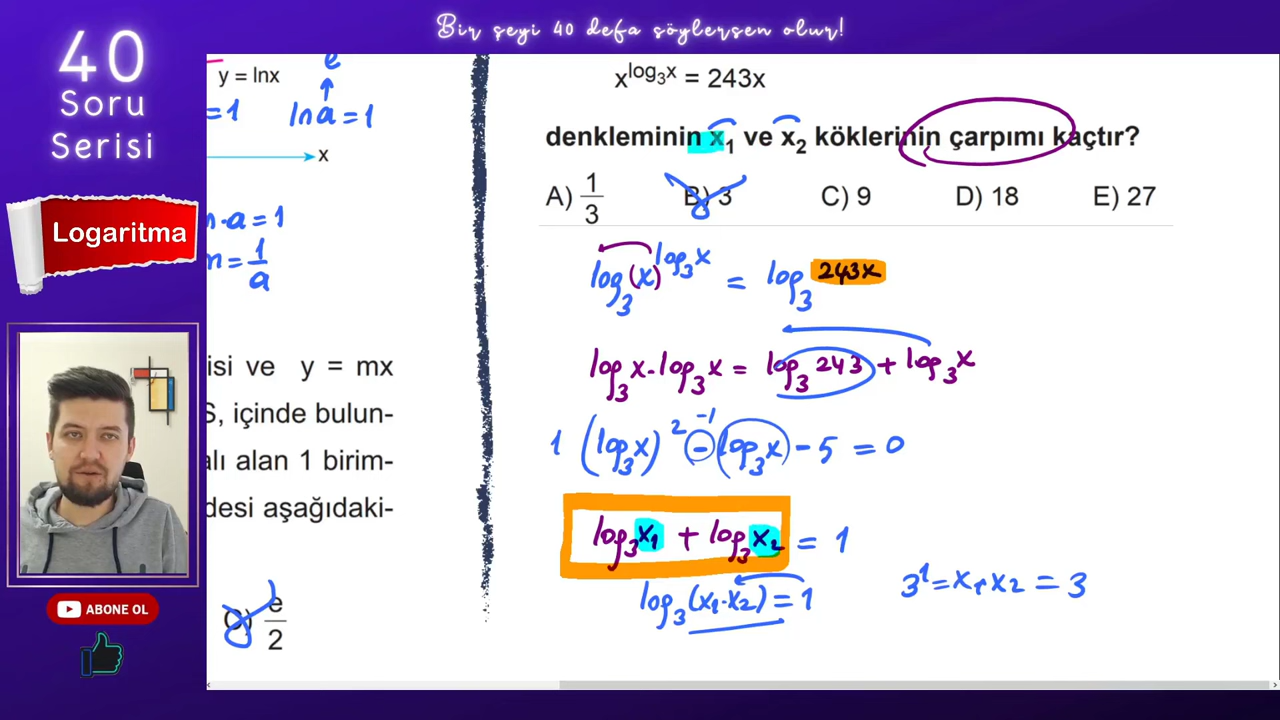 Bir şeyi 40 defa söylersen olur!
40
Soru
Serisi
Logaritma
ABONE OL
e
y = lnx
= 1
ln a = 1
x
n · a = 1
n = 1/a
isi ve y = mx
S, içinde bulun-
alı alan 1 birim-
desi aşağıdaki-
C) e/2
x^log₃x = 243x
denkleminin x₁ ve x₂ köklerinin çarpımı kaçtır?
A) 1/3 B) 3 C) 9 D) 18 E) 27
log₃(x)^log₃x = log₃243x
log₃x · log₃x = log₃243 + log₃x
-1
1 (log₃x)² - (log₃x) - 5 = 0
log₃x₁ + log₃x₂ = 1
log₃(x₁·x₂) = 1
3¹ = x₁·x₂ = 3